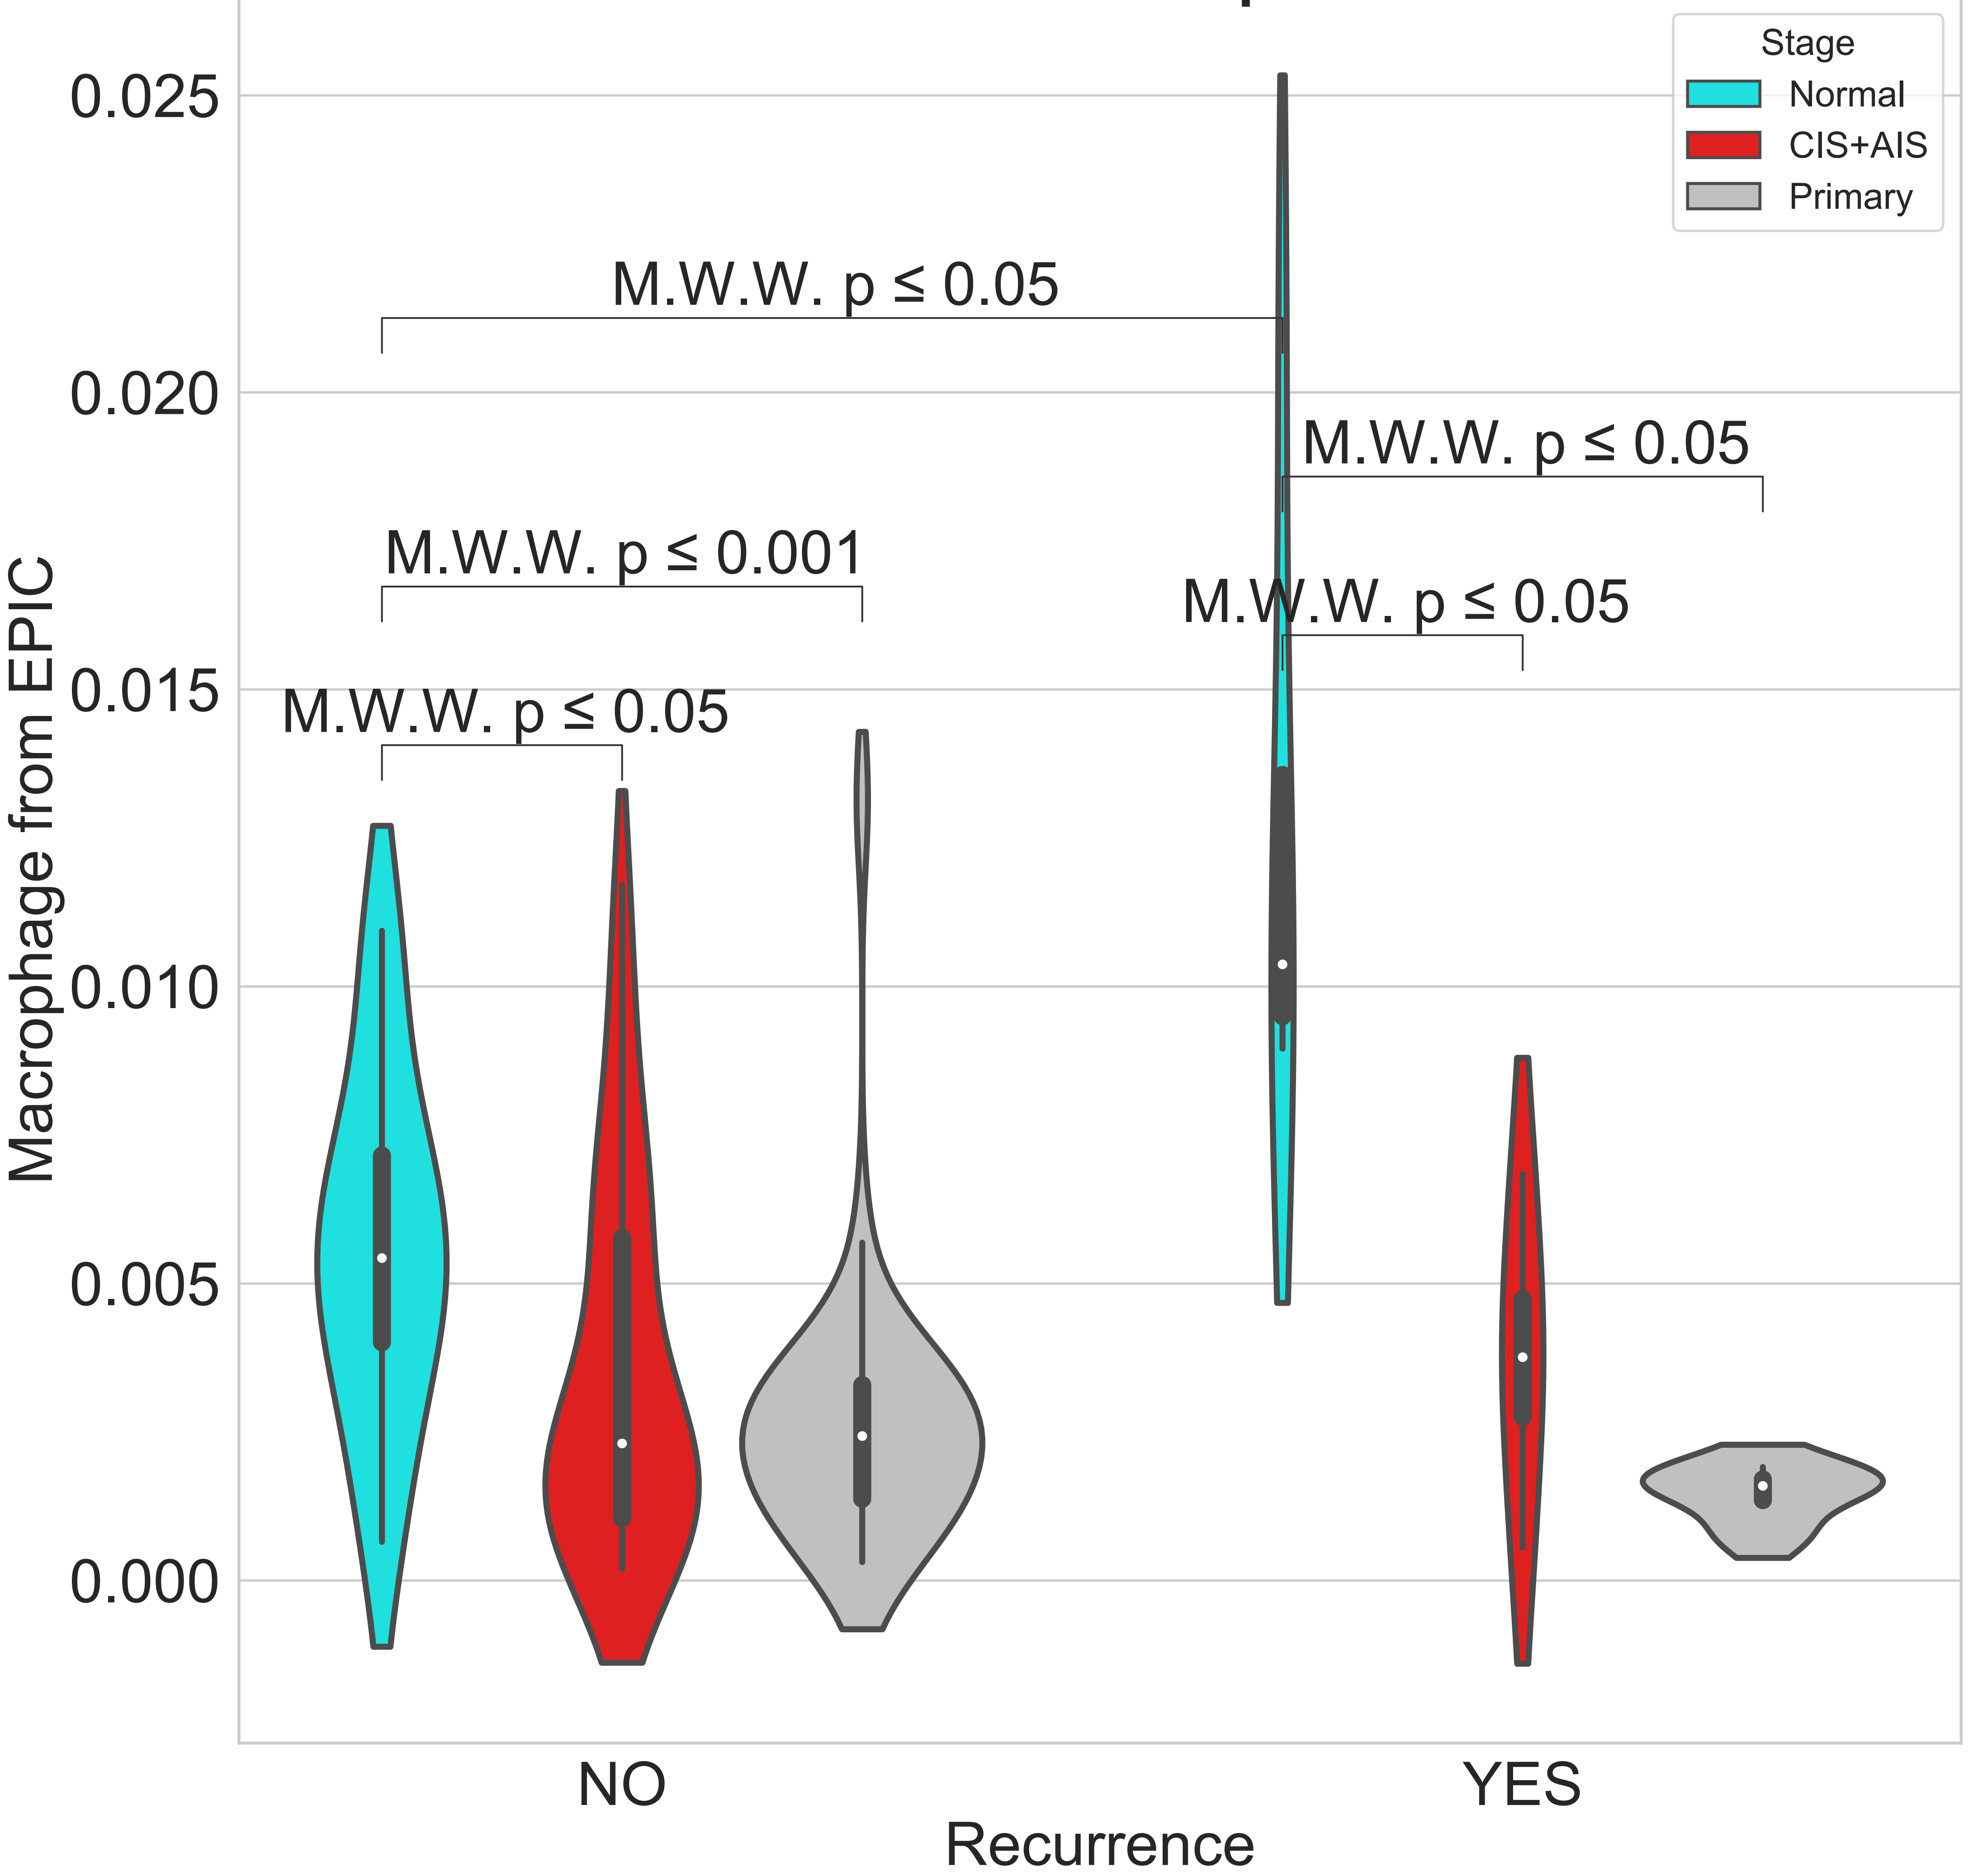 Stage
Normal
CIS+AIS
Primary
0.025
0.020
0.015
0.010
0.005
0.000
Macrophage from EPIC
M.W.W. p ≤ 0.05
M.W.W. p ≤ 0.05
M.W.W. p ≤ 0.001
M.W.W. p ≤ 0.05
M.W.W. p ≤ 0.05
NO
YES
Recurrence